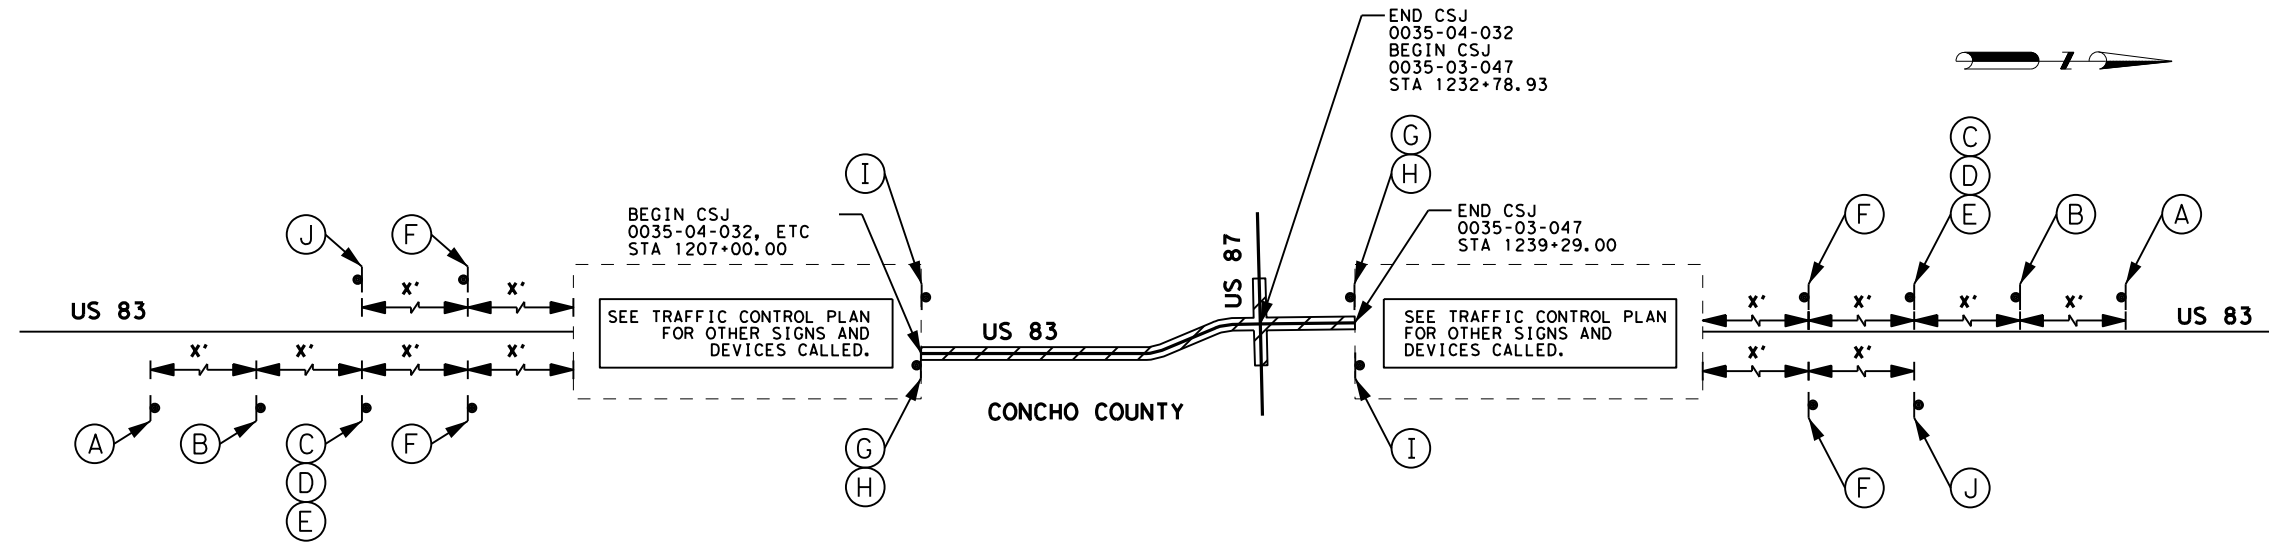 END CSJ
0035-04-032
BEGIN CSJ
0035-03-047
STA 1232+78.93
Z
G
H
C
D
E
I
F
B
A
J
F
BEGIN CSJ
0035-04-032, ETC
STA 1207+00.00
US 87
END CSJ
0035-03-047
STA 1239+29.00
X'
X'
X'
X'
X'
X'
US 83
SEE TRAFFIC CONTROL PLAN
FOR OTHER SIGNS AND
DEVICES CALLED.
US 83
SEE TRAFFIC CONTROL PLAN
FOR OTHER SIGNS AND
DEVICES CALLED.
US 83
X'
X'
X'
X'
X'
X'
CONCHO COUNTY
A
B
C
D
E
F
G
H
I
F
J